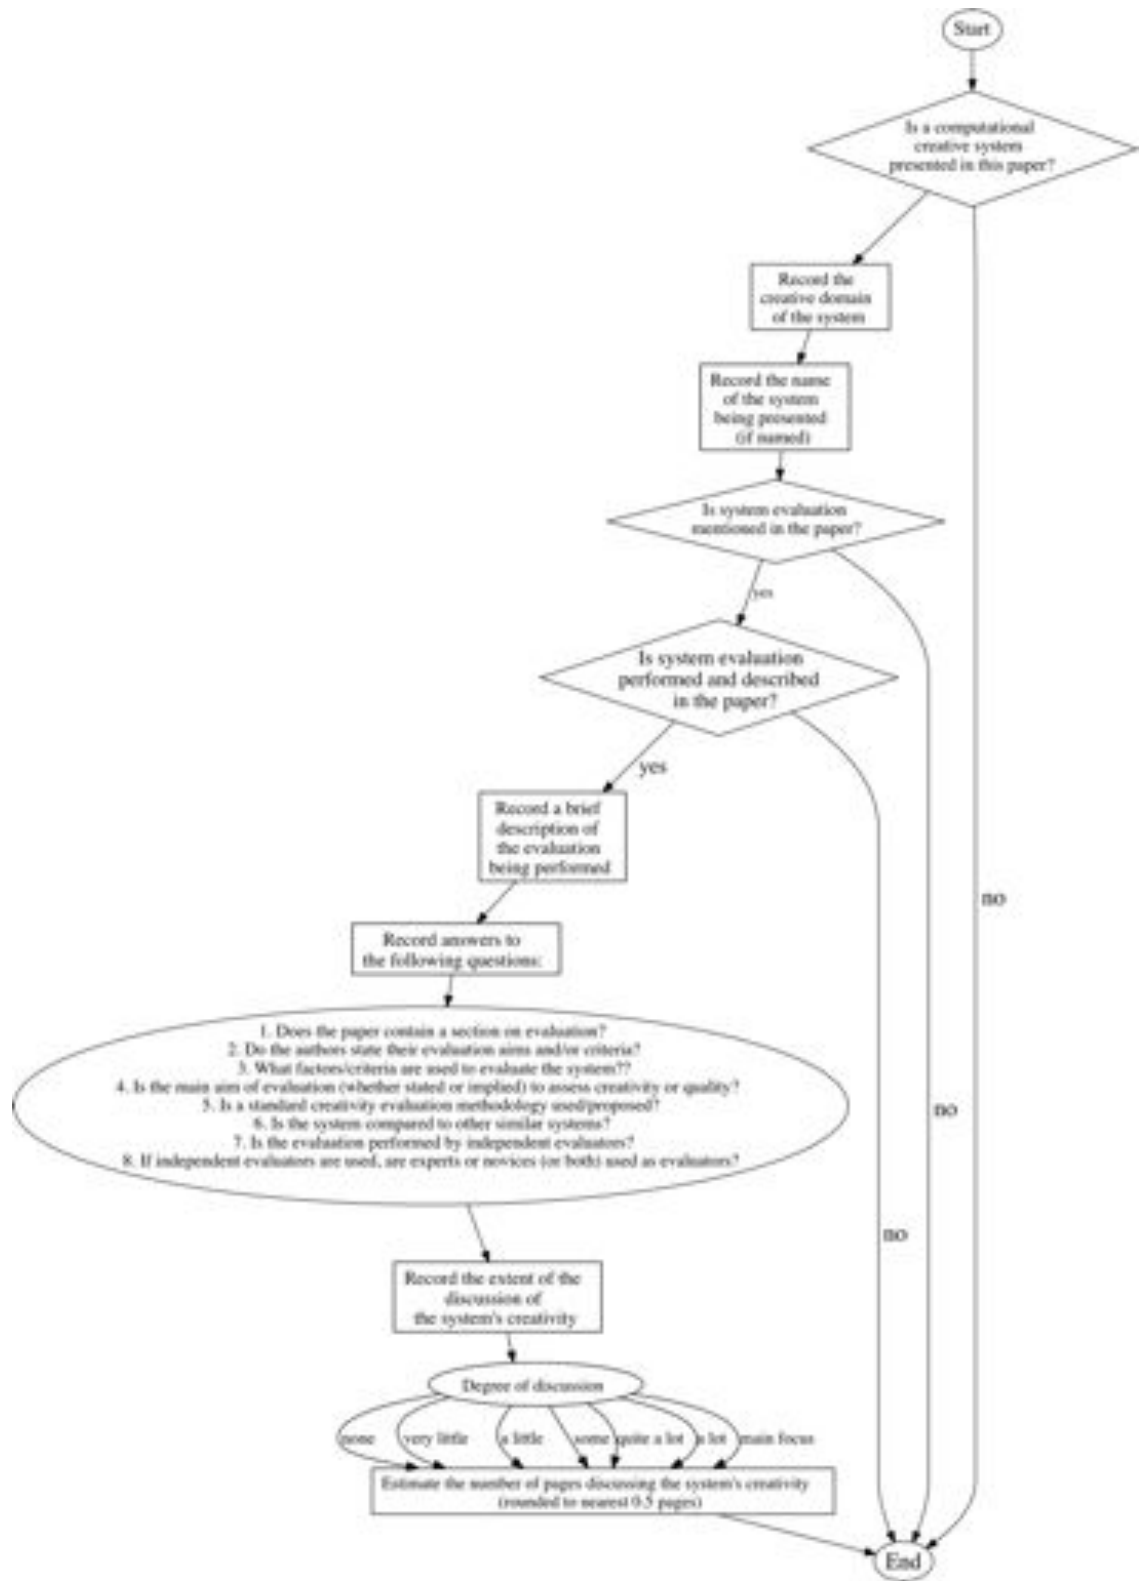 Start
Is a computational
creative system
presented in this paper?
Record the
creative domain
of the system
Record the name
of the system
being presented
(if named)
Is system evaluation
mentioned in the paper?
yes
Is system evaluation
performed and described
in the paper?
yes
Record a brief
description of
the evaluation
being performed
no
Record answers to
the following questions:
1. Does the paper contain a section on evaluation?
2. Do the authors state their evaluation aims and/or criteria?
3. What factors/criteria are used to evaluate the system??
4. Is the main aim of evaluation (whether stated or implied) to assess creativity or quality?
5. Is a standard creativity evaluation methodology used/proposed?
6. Is the system compared to other similar systems?
7. Is the evaluation performed by independent evaluators?
8. If independent evaluators are used, are experts or novices (or both) used as evaluators?
no
no
Record the extent of the
discussion of
the system's creativity
Degree of discussion
none very little a little some quite a lot a lot main focus
Estimate the number of pages discussing the system's creativity
(rounded to nearest 0.5 pages)
End